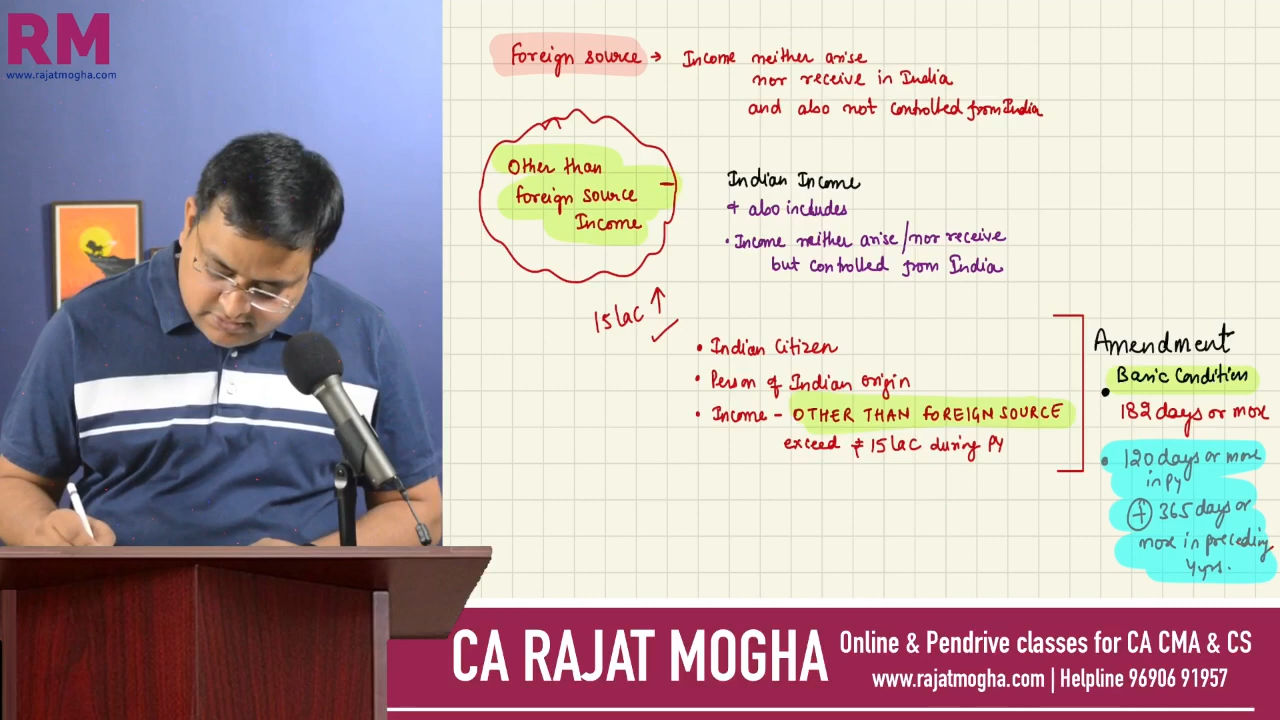 RM
www.rajatmogha.com
Foreign source → Income neither arise
nor receive in India
and also not controlled from India
Other than
foreign source
Income
Indian Income
+ also includes
• Income neither arise/nor receive
but controlled from India
15 lac ↑
• Indian Citizen
• Person of Indian origin
• Income - OTHER THAN FOREIGN SOURCE
exceed ₹ 15 lac during PY
Amendment
Basic Condition
• 182 days or more
• 120 days or more
in Py
+ 365 days or
more in preceding
4yrs.
CA RAJAT MOGHA
Online & Pendrive classes for CA CMA & CS
www.rajatmogha.com | Helpline 96906 91957